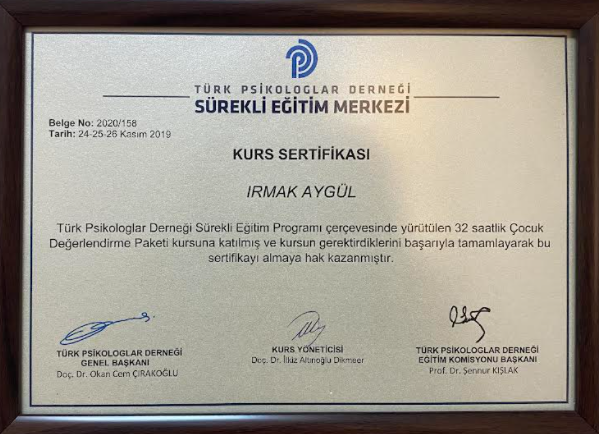 TÜRK PSİKOLOGLAR DERNEĞİ
SÜREKLİ EĞİTİM MERKEZİ
Belge No: 2020/158
Tarih: 24-25-26 Kasım 2019
KURS SERTİFİKASI
IRMAK AYGÜL
Türk Psikologlar Derneği Sürekli Eğitim Programı çerçevesinde yürütülen 32 saatlik Çocuk
Değerlendirme Paketi kursuna katılmış ve kursun gerektirdiklerini başarıyla tamamlayarak bu
sertifikayı almaya hak kazanmıştır.
TÜRK PSİKOLOGLAR DERNEĞİ
GENEL BAŞKANI
Doç. Dr. Okan Cem ÇIRAKOĞLU
KURS YÖNETİCİSİ
Doç. Dr. İlkiz Altınoğlu Dikmeer
TÜRK PSİKOLOGLAR DERNEĞİ
EĞİTİM KOMİSYONU BAŞKANI
Prof. Dr. Şennur KIŞLAK